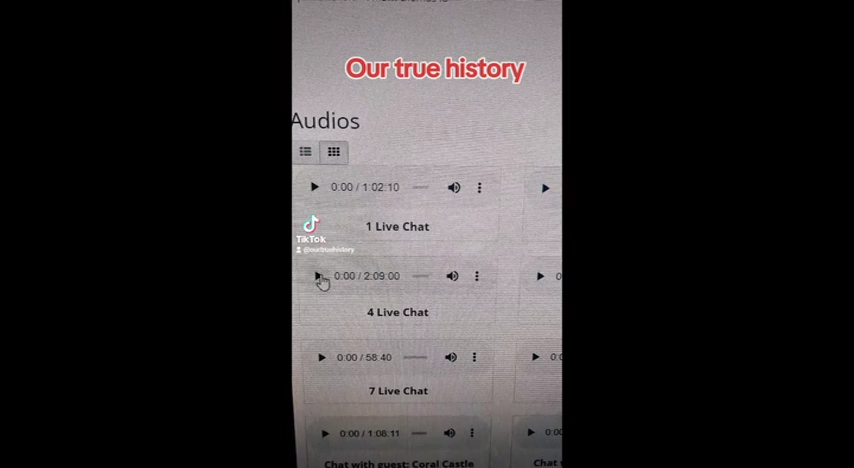 Our true history
Audios
0:00 / 1:02:10
1 Live Chat
TikTok
@ourtruehistory
0:00 / 2:09:00
4 Live Chat
0:00 / 58:40
7 Live Chat
0:00 / 1:08:11
Chat with guest: Coral Castle
Chat